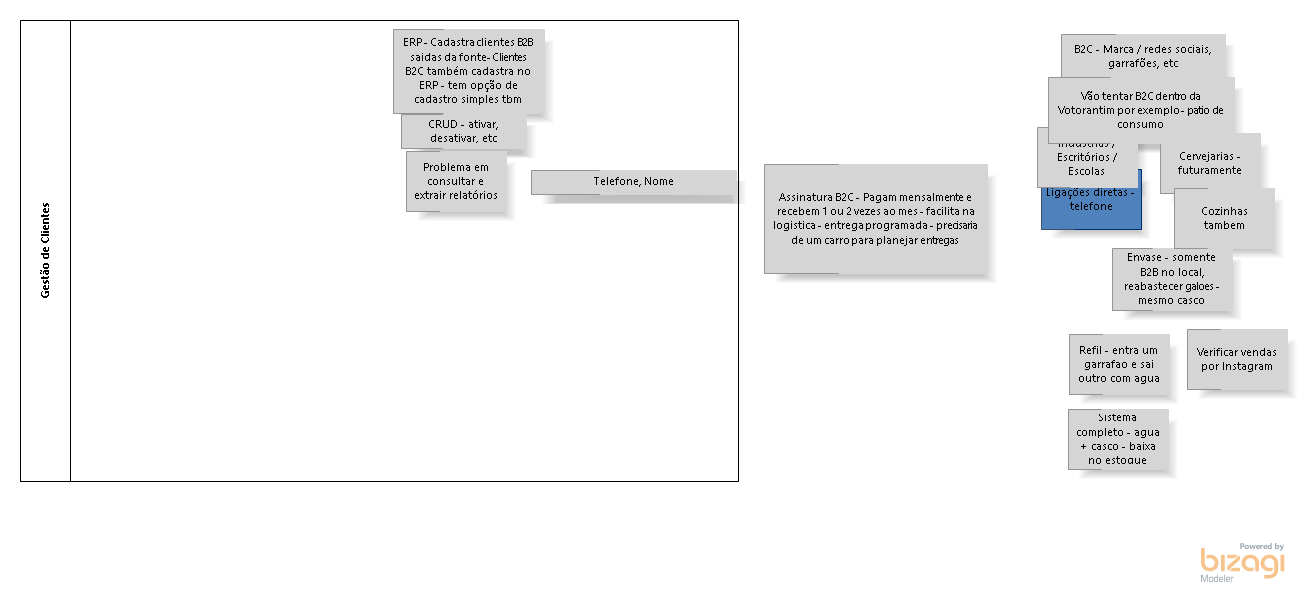 Gestão de Clientes
ERP - Cadastra clientes B2B
saidas da fonte - Clientes
B2C também cadastra no
ERP - tem opção de
cadastro simples tbm
CRUD - ativar,
desativar, etc
Problema em
consultar e
extrair relatórios
Telefone, Nome
Assinatura B2C - Pagam mensalmente e
recebem 1 ou 2 vezes ao mes - facilita na
logistica - entrega programada - precisaria
de um carro para planejar entregas
B2C - Marca / redes sociais,
garrafões, etc
Vão tentar B2C dentro da
Votorantim por exemplo - patio de
consumo
Industrias /
Escritórios /
Escolas
Cervejarias -
futuramente
Ligações diretas -
telefone
Cozinhas
tambem
Envase - somente
B2B no local,
reabastecer galoes -
mesmo casco
Refil - entra um
garrafao e sai
outro com agua
Verificar vendas
por Instagram
Sistema
completo - agua
+ casco - baixa
no estoque
Powered by
bizagi
Modeler